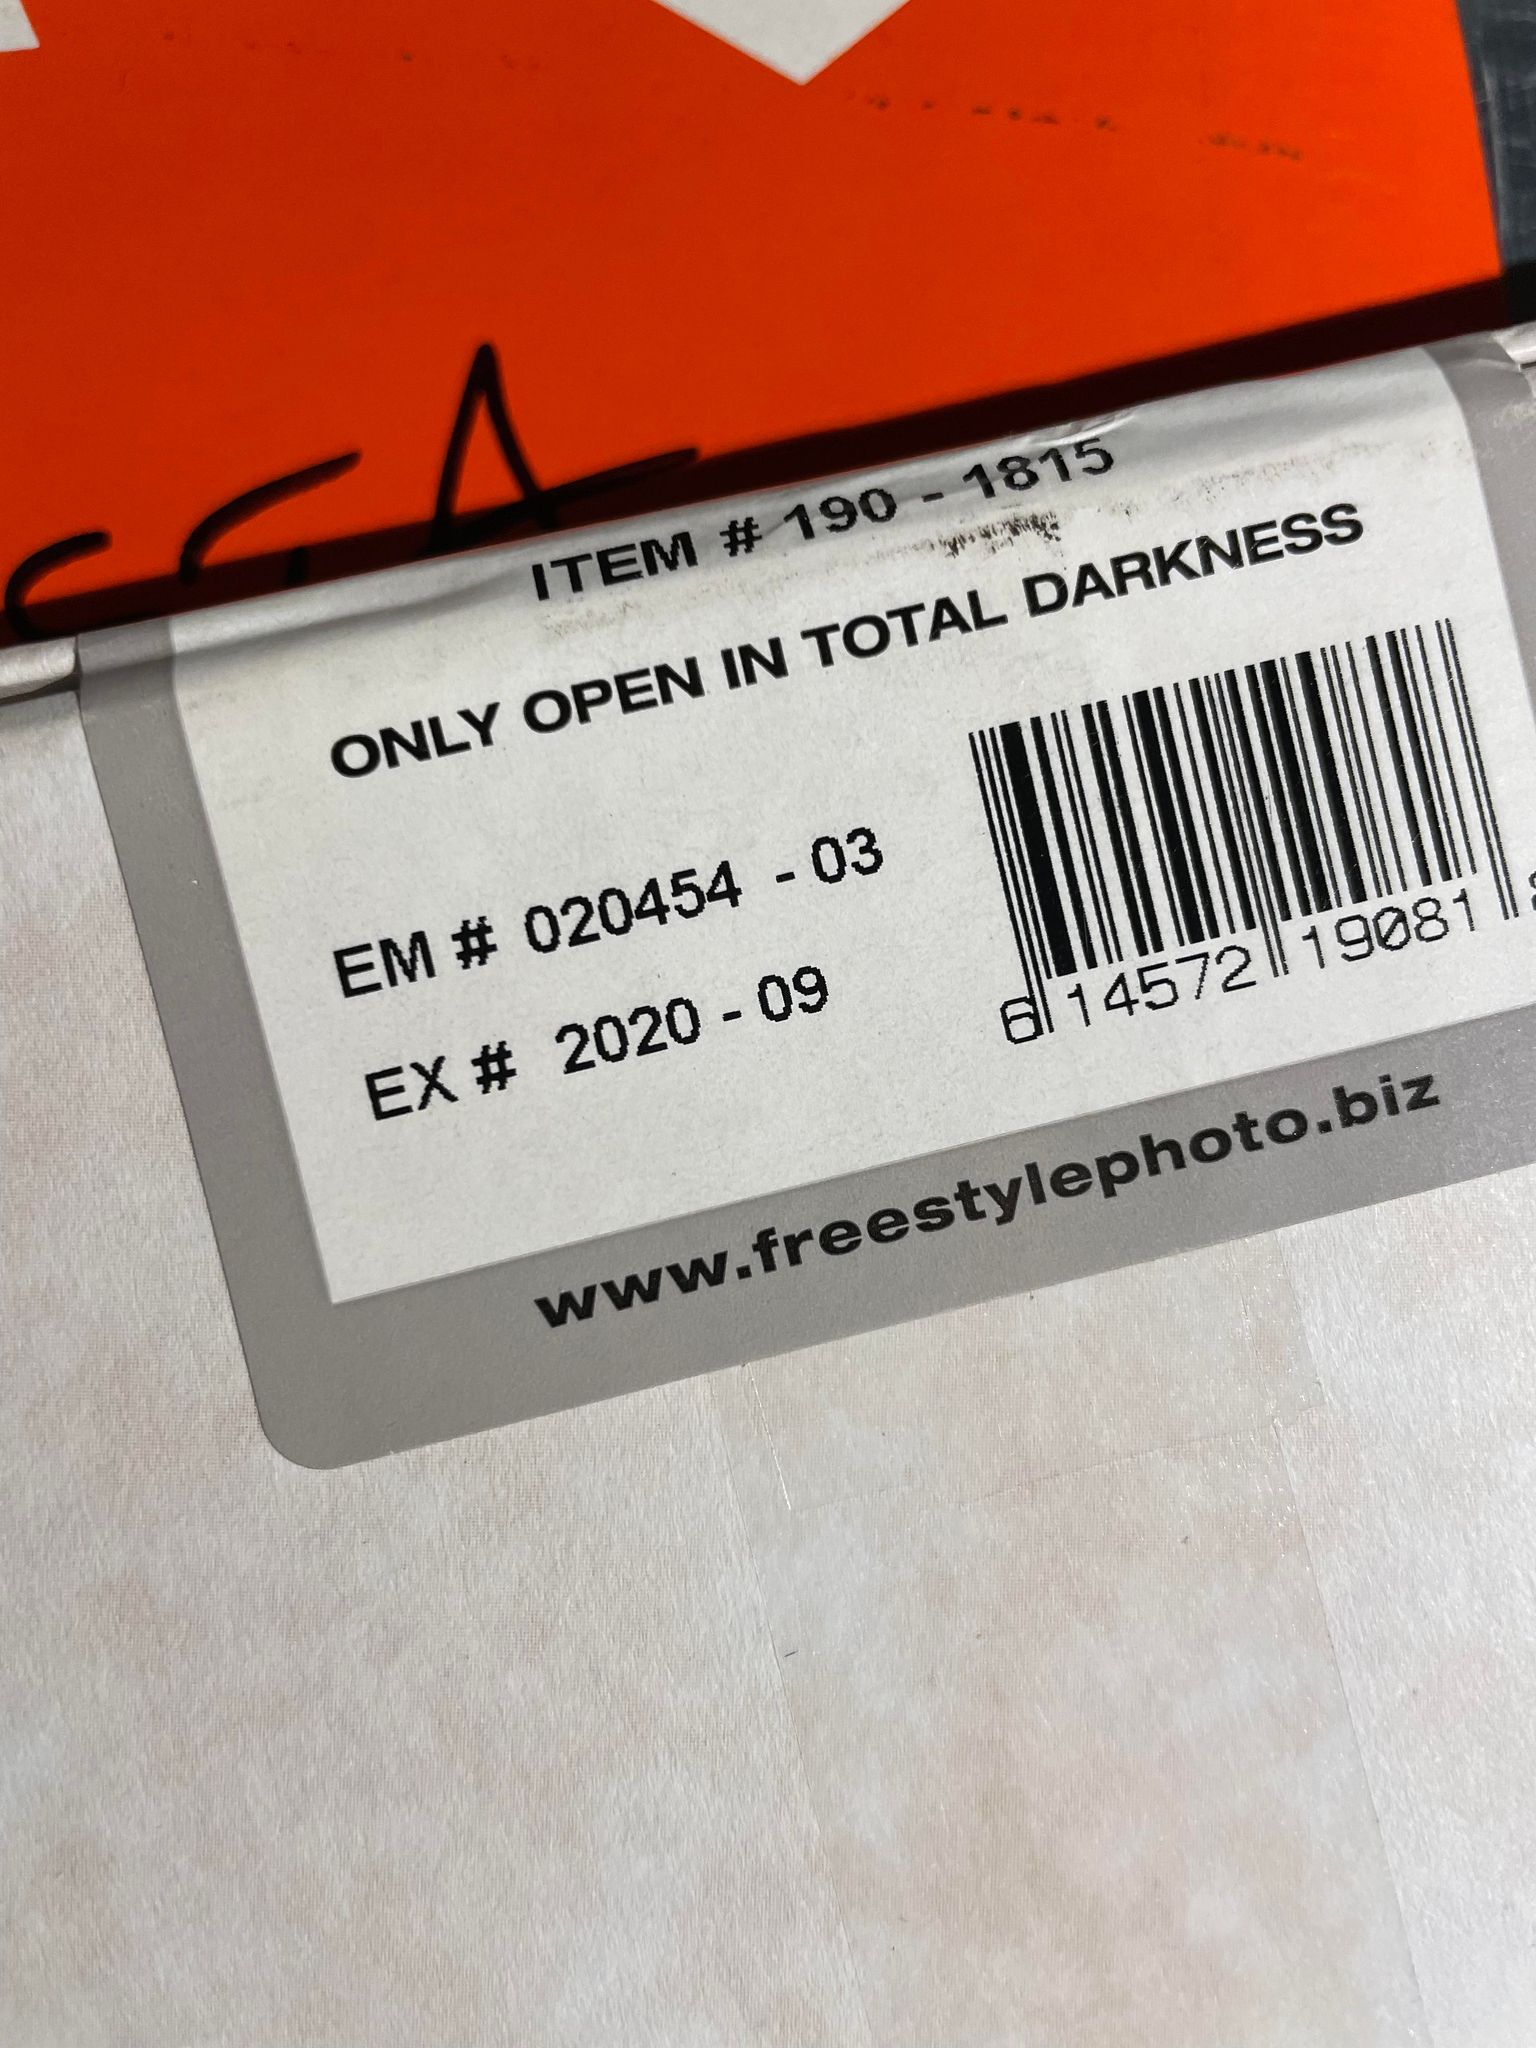 ITEM # 190 - 1815
ONLY OPEN IN TOTAL DARKNESS
EM # 020454 - 03
EX # 2020 - 09
6 14572 19081
www.freestylephoto.biz